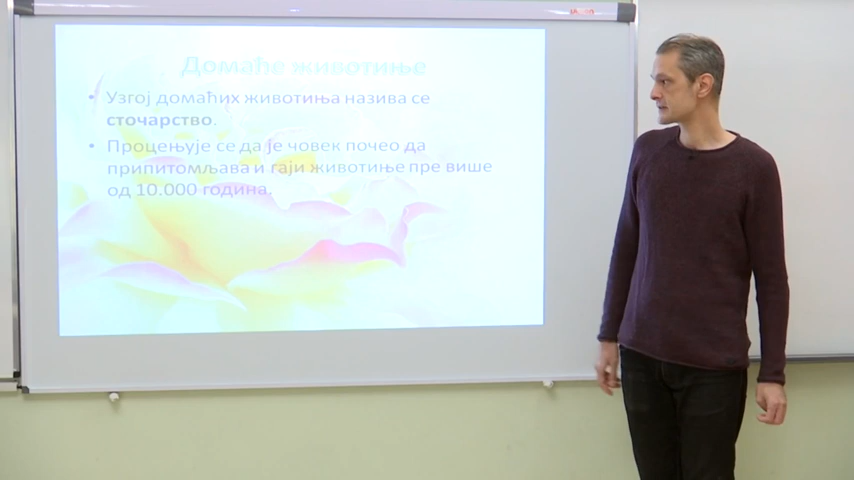 Домаће животиње
• Узгој домаћих животиња назива се
сточарство.
• Процењује се да је човек почео да
припитомљава и гаји животиње пре више
од 10.000 година.